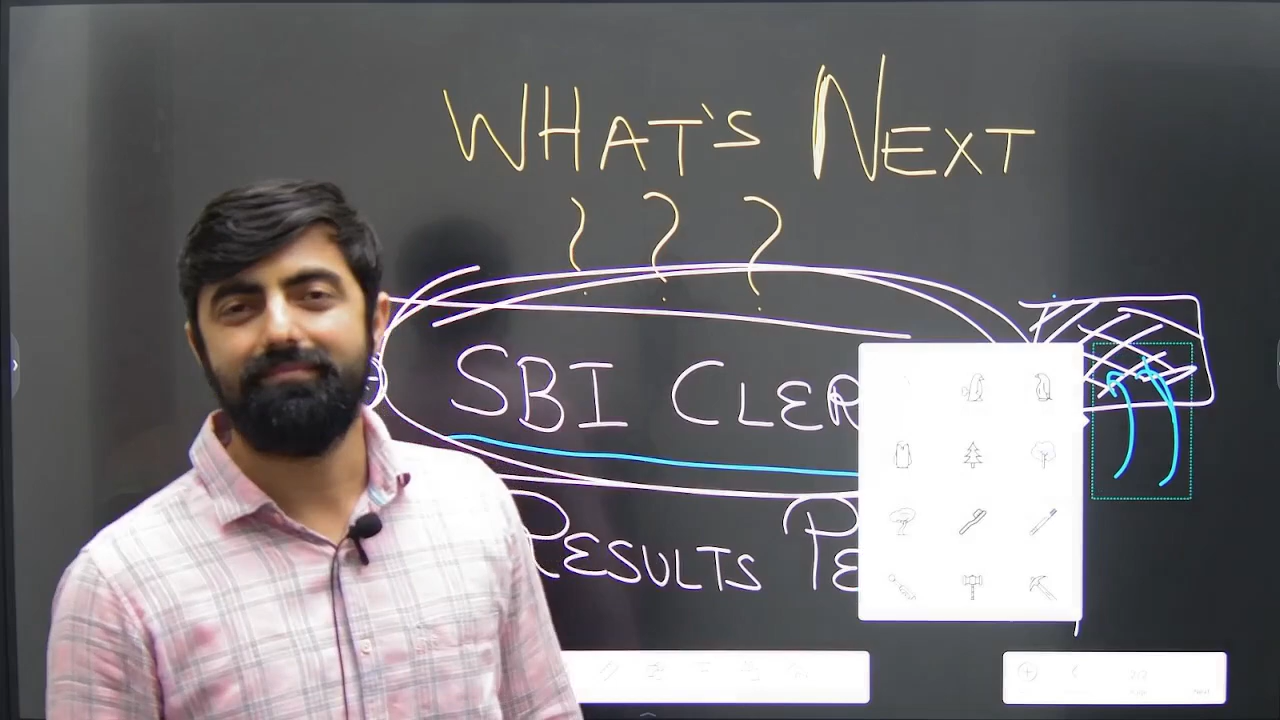 WHAT'S NEXT
? ? ?
SBI CLER
RESULTS PE